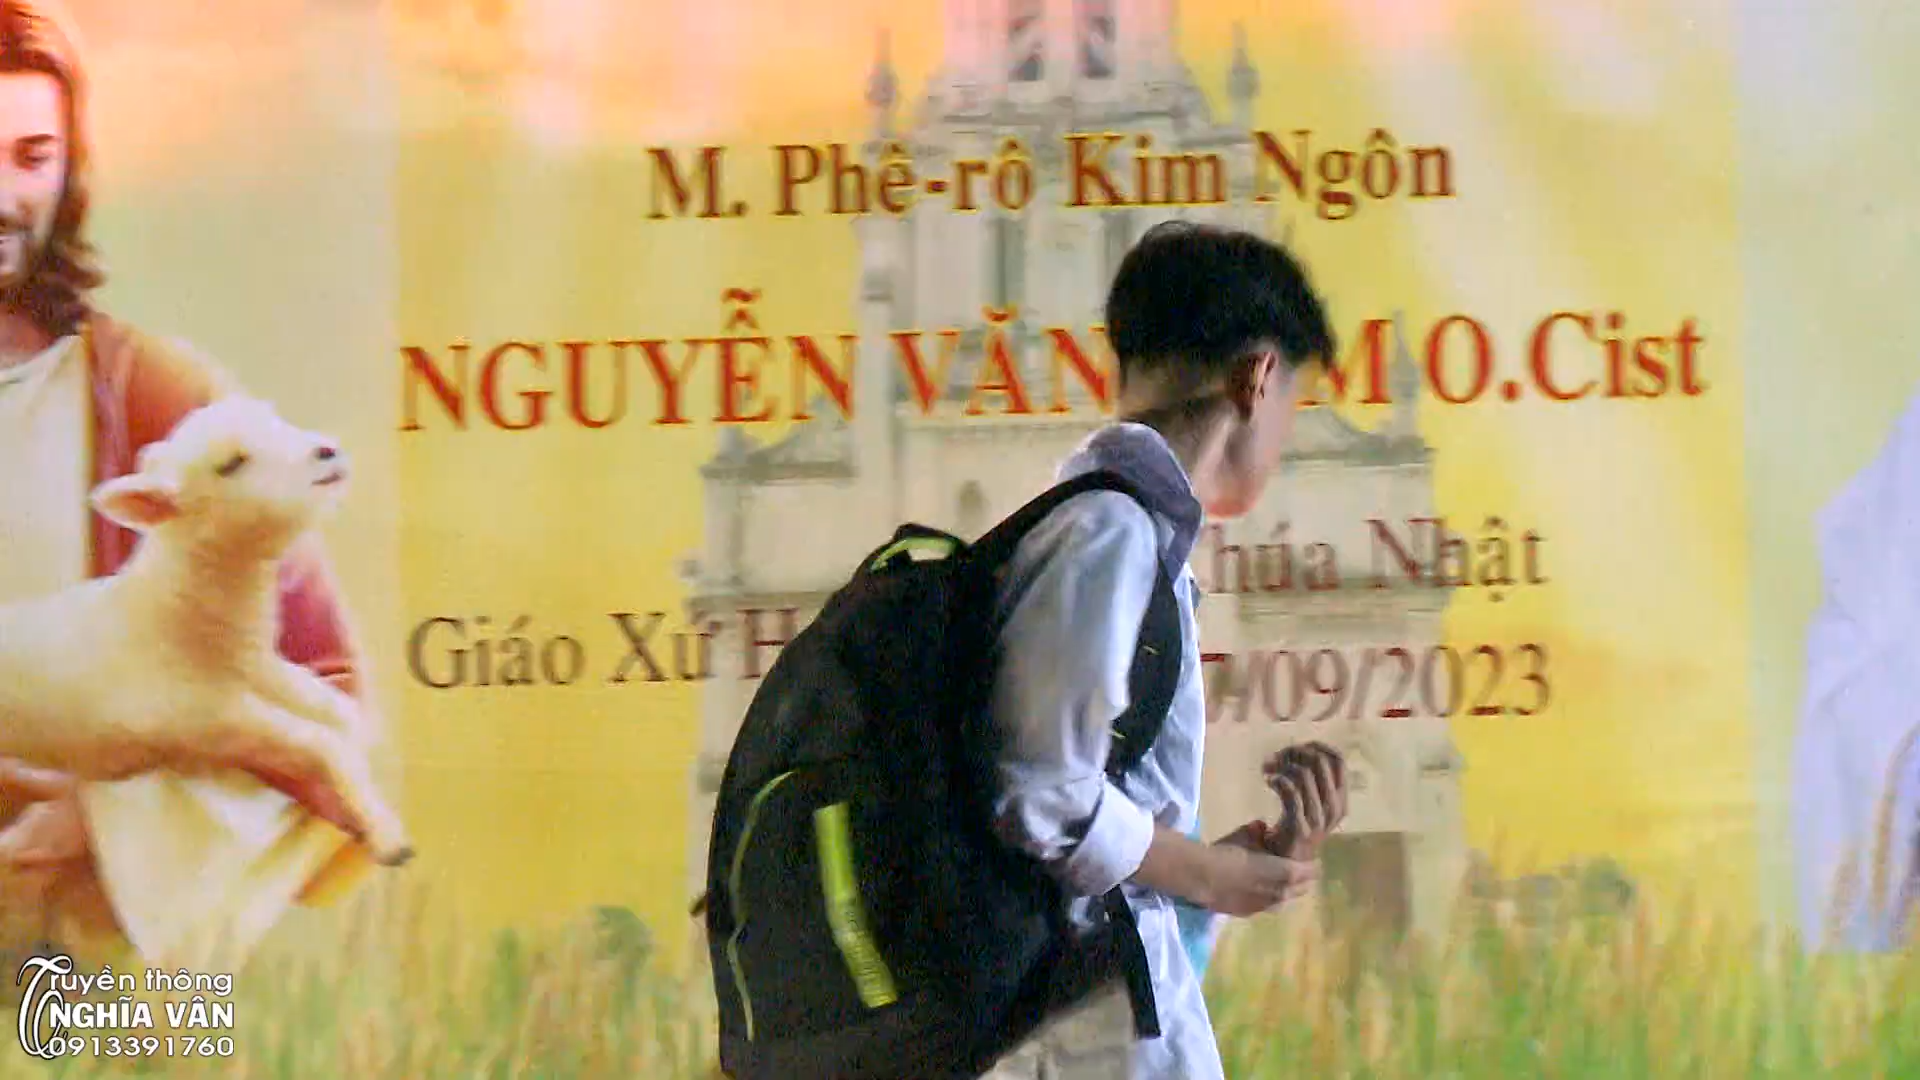 M. Phê-rô Kim Ngôn
NGUYỄN VĂN M O.Cist
Chúa Nhật
Giáo Xứ H
/09/2023
Truyền thông
NGHĨA VÂN
0913391760